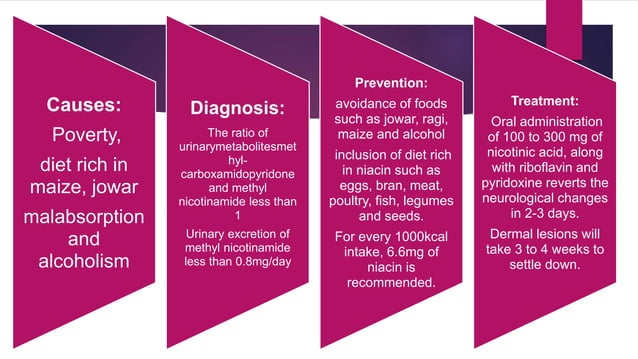 Causes:
Poverty,
diet rich in
maize, jowar
malabsorption
and
alcoholism
Diagnosis:
The ratio of
urinarymetabolitesmet
hyl-
carboxamidopyridone
and methyl
nicotinamide less than
1
Urinary excretion of
methyl nicotinamide
less than 0.8mg/day
Prevention:
avoidance of foods
such as jowar, ragi,
maize and alcohol
inclusion of diet rich
in niacin such as
eggs, bran, meat,
poultry, fish, legumes
and seeds.
For every 1000kcal
intake, 6.6mg of
niacin is
recommended.
Treatment:
Oral administration
of 100 to 300 mg of
nicotinic acid, along
with riboflavin and
pyridoxine reverts the
neurological changes
in 2-3 days.
Dermal lesions will
take 3 to 4 weeks to
settle down.